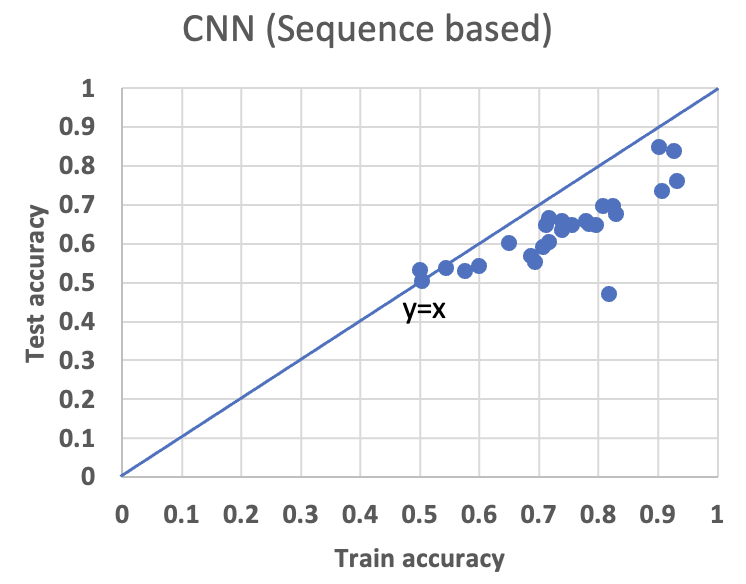 CNN (Sequence based)
1
0.9
0.8
0.7
0.6
0.5
0.4
0.3
0.2
0.1
0
Test accuracy
y=x
0 0.1 0.2 0.3 0.4 0.5 0.6 0.7 0.8 0.9 1
Train accuracy